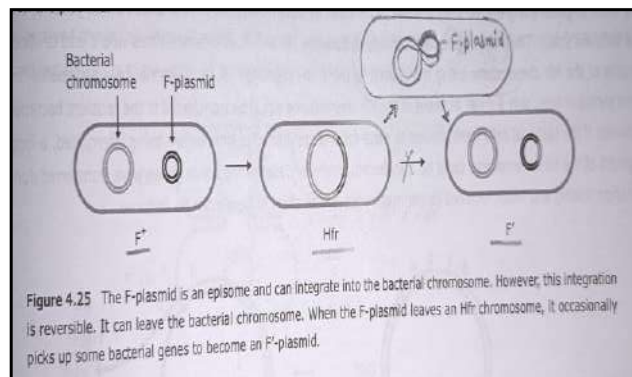 F-plasmid
Bacterial
chromosome F-plasmid
F⁺ Hfr F′
Figure 4.25 The F-plasmid is an episome and can integrate into the bacterial chromosome. However, this integration
is reversible. It can leave the bacterial chromosome. When the F-plasmid leaves an Hfr chromosome, it occasionally
picks up some bacterial genes to become an F′-plasmid.